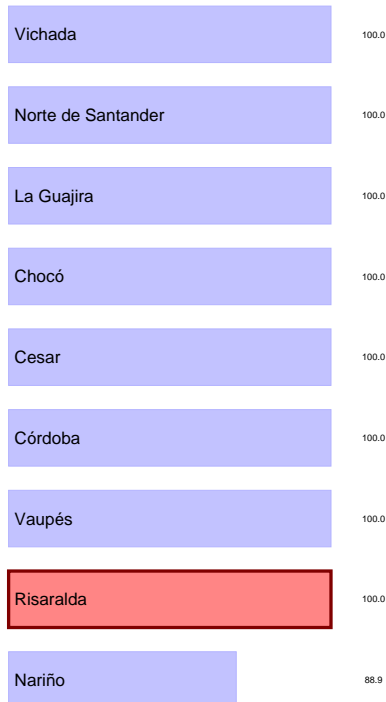 Vichada 100.0
Norte de Santander 100.0
La Guajira 100.0
Chocó 100.0
Cesar 100.0
Córdoba 100.0
Vaupés 100.0
Risaralda 100.0
Nariño 88.9